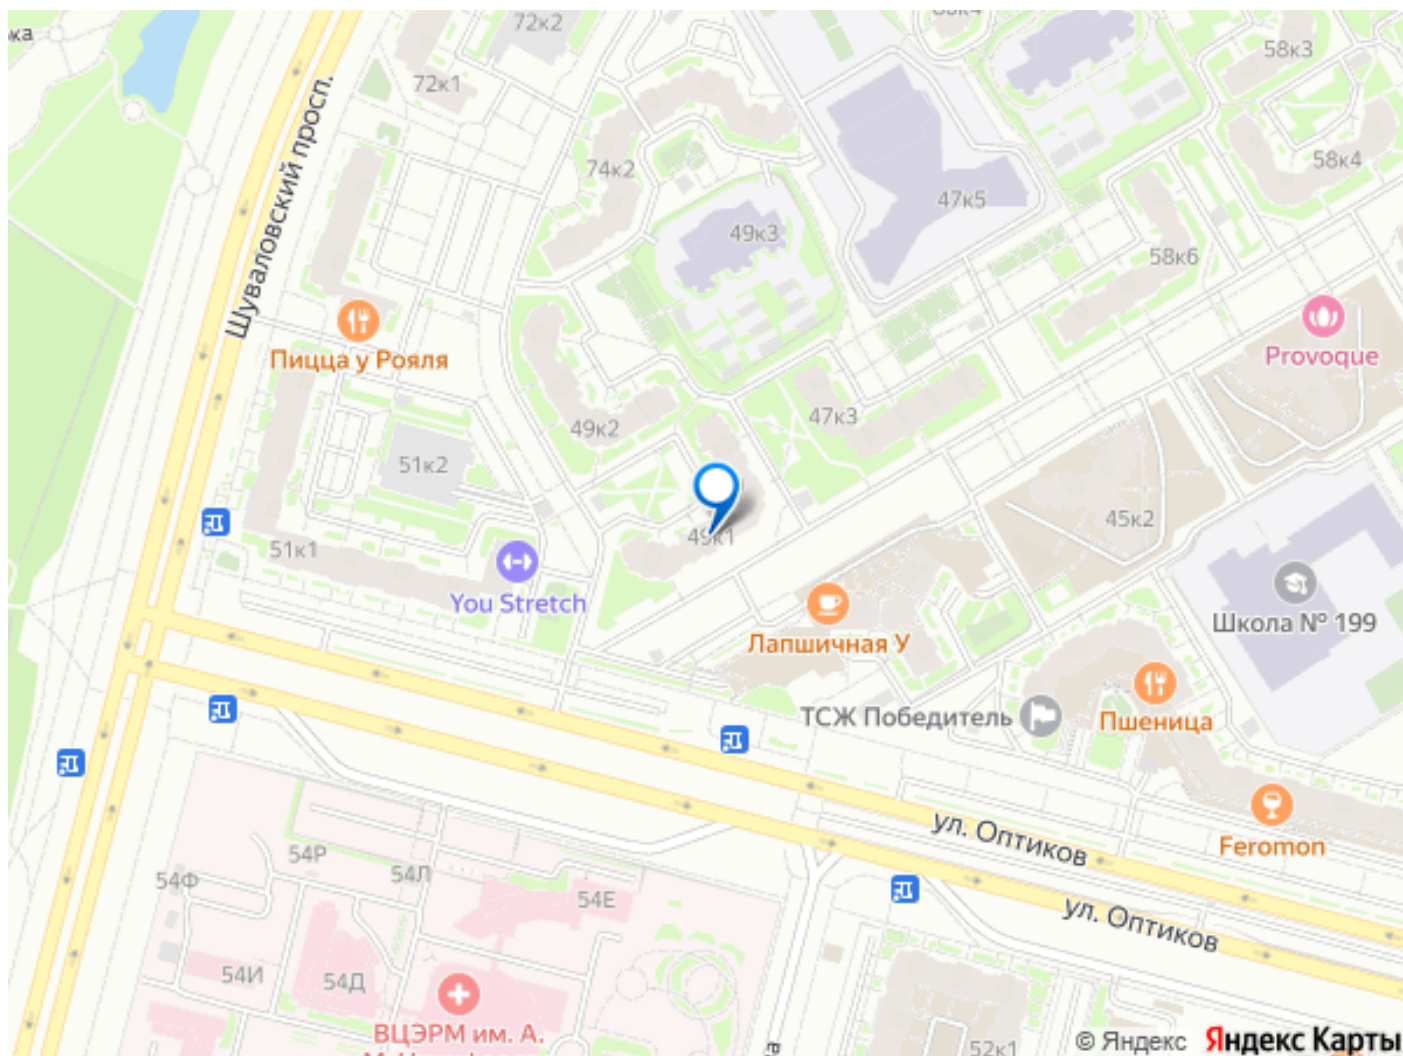 72к2
58к3
72к1
Шуваловский просп.
74к2
58к4
47к5
49к3
58к6
Пицца у Рояля
Provoque
47к3
49к2
51к2
45к2
49к1
51к1
You Stretch
Школа № 199
Лапшичная У
ТСЖ Победитель
Пшеница
ул. Оптиков
Feromon
54Р
54Л
54Ф
54Е
ул. Оптиков
54И
54Д
ВЦЭРМ им. А.
52к1
© Яндекс Яндекс Карты